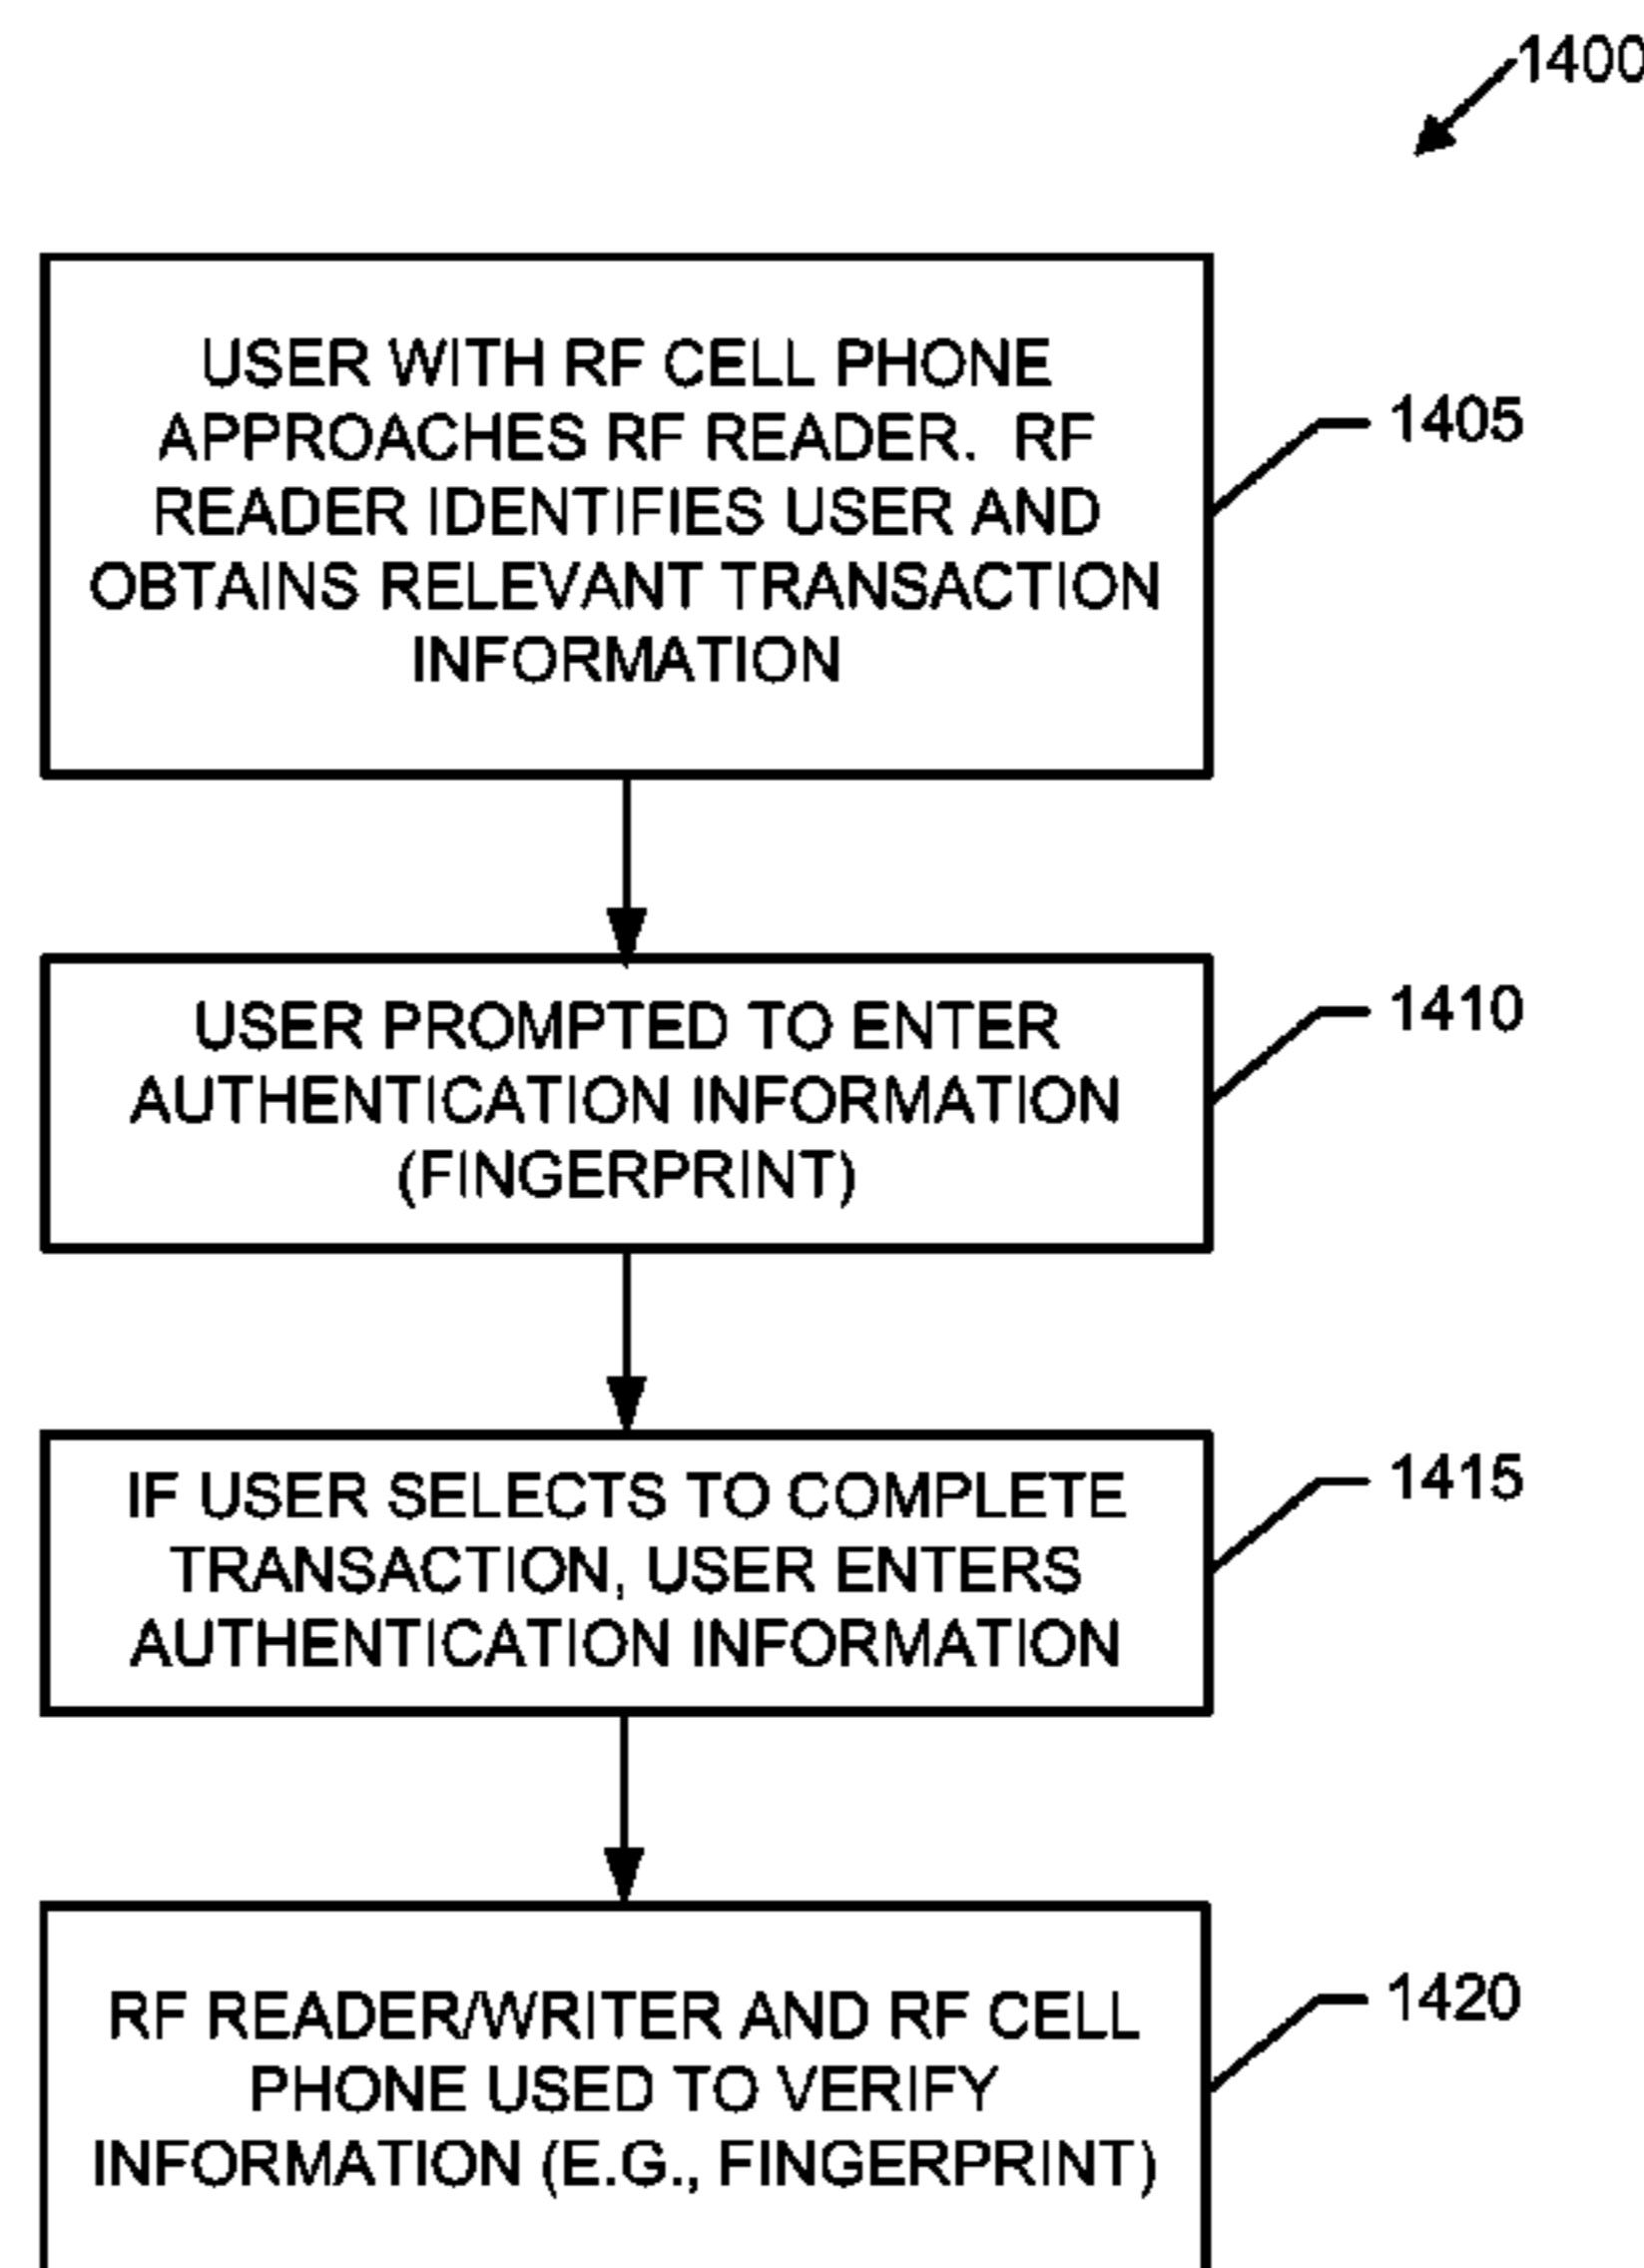 1400
USER WITH RF CELL PHONE
APPROACHES RF READER. RF
READER IDENTIFIES USER AND
OBTAINS RELEVANT TRANSACTION
INFORMATION
1405
USER PROMPTED TO ENTER
AUTHENTICATION INFORMATION
(FINGERPRINT)
1410
IF USER SELECTS TO COMPLETE
TRANSACTION, USER ENTERS
AUTHENTICATION INFORMATION
1415
RF READER/WRITER AND RF CELL
PHONE USED TO VERIFY
INFORMATION (E.G., FINGERPRINT)
1420